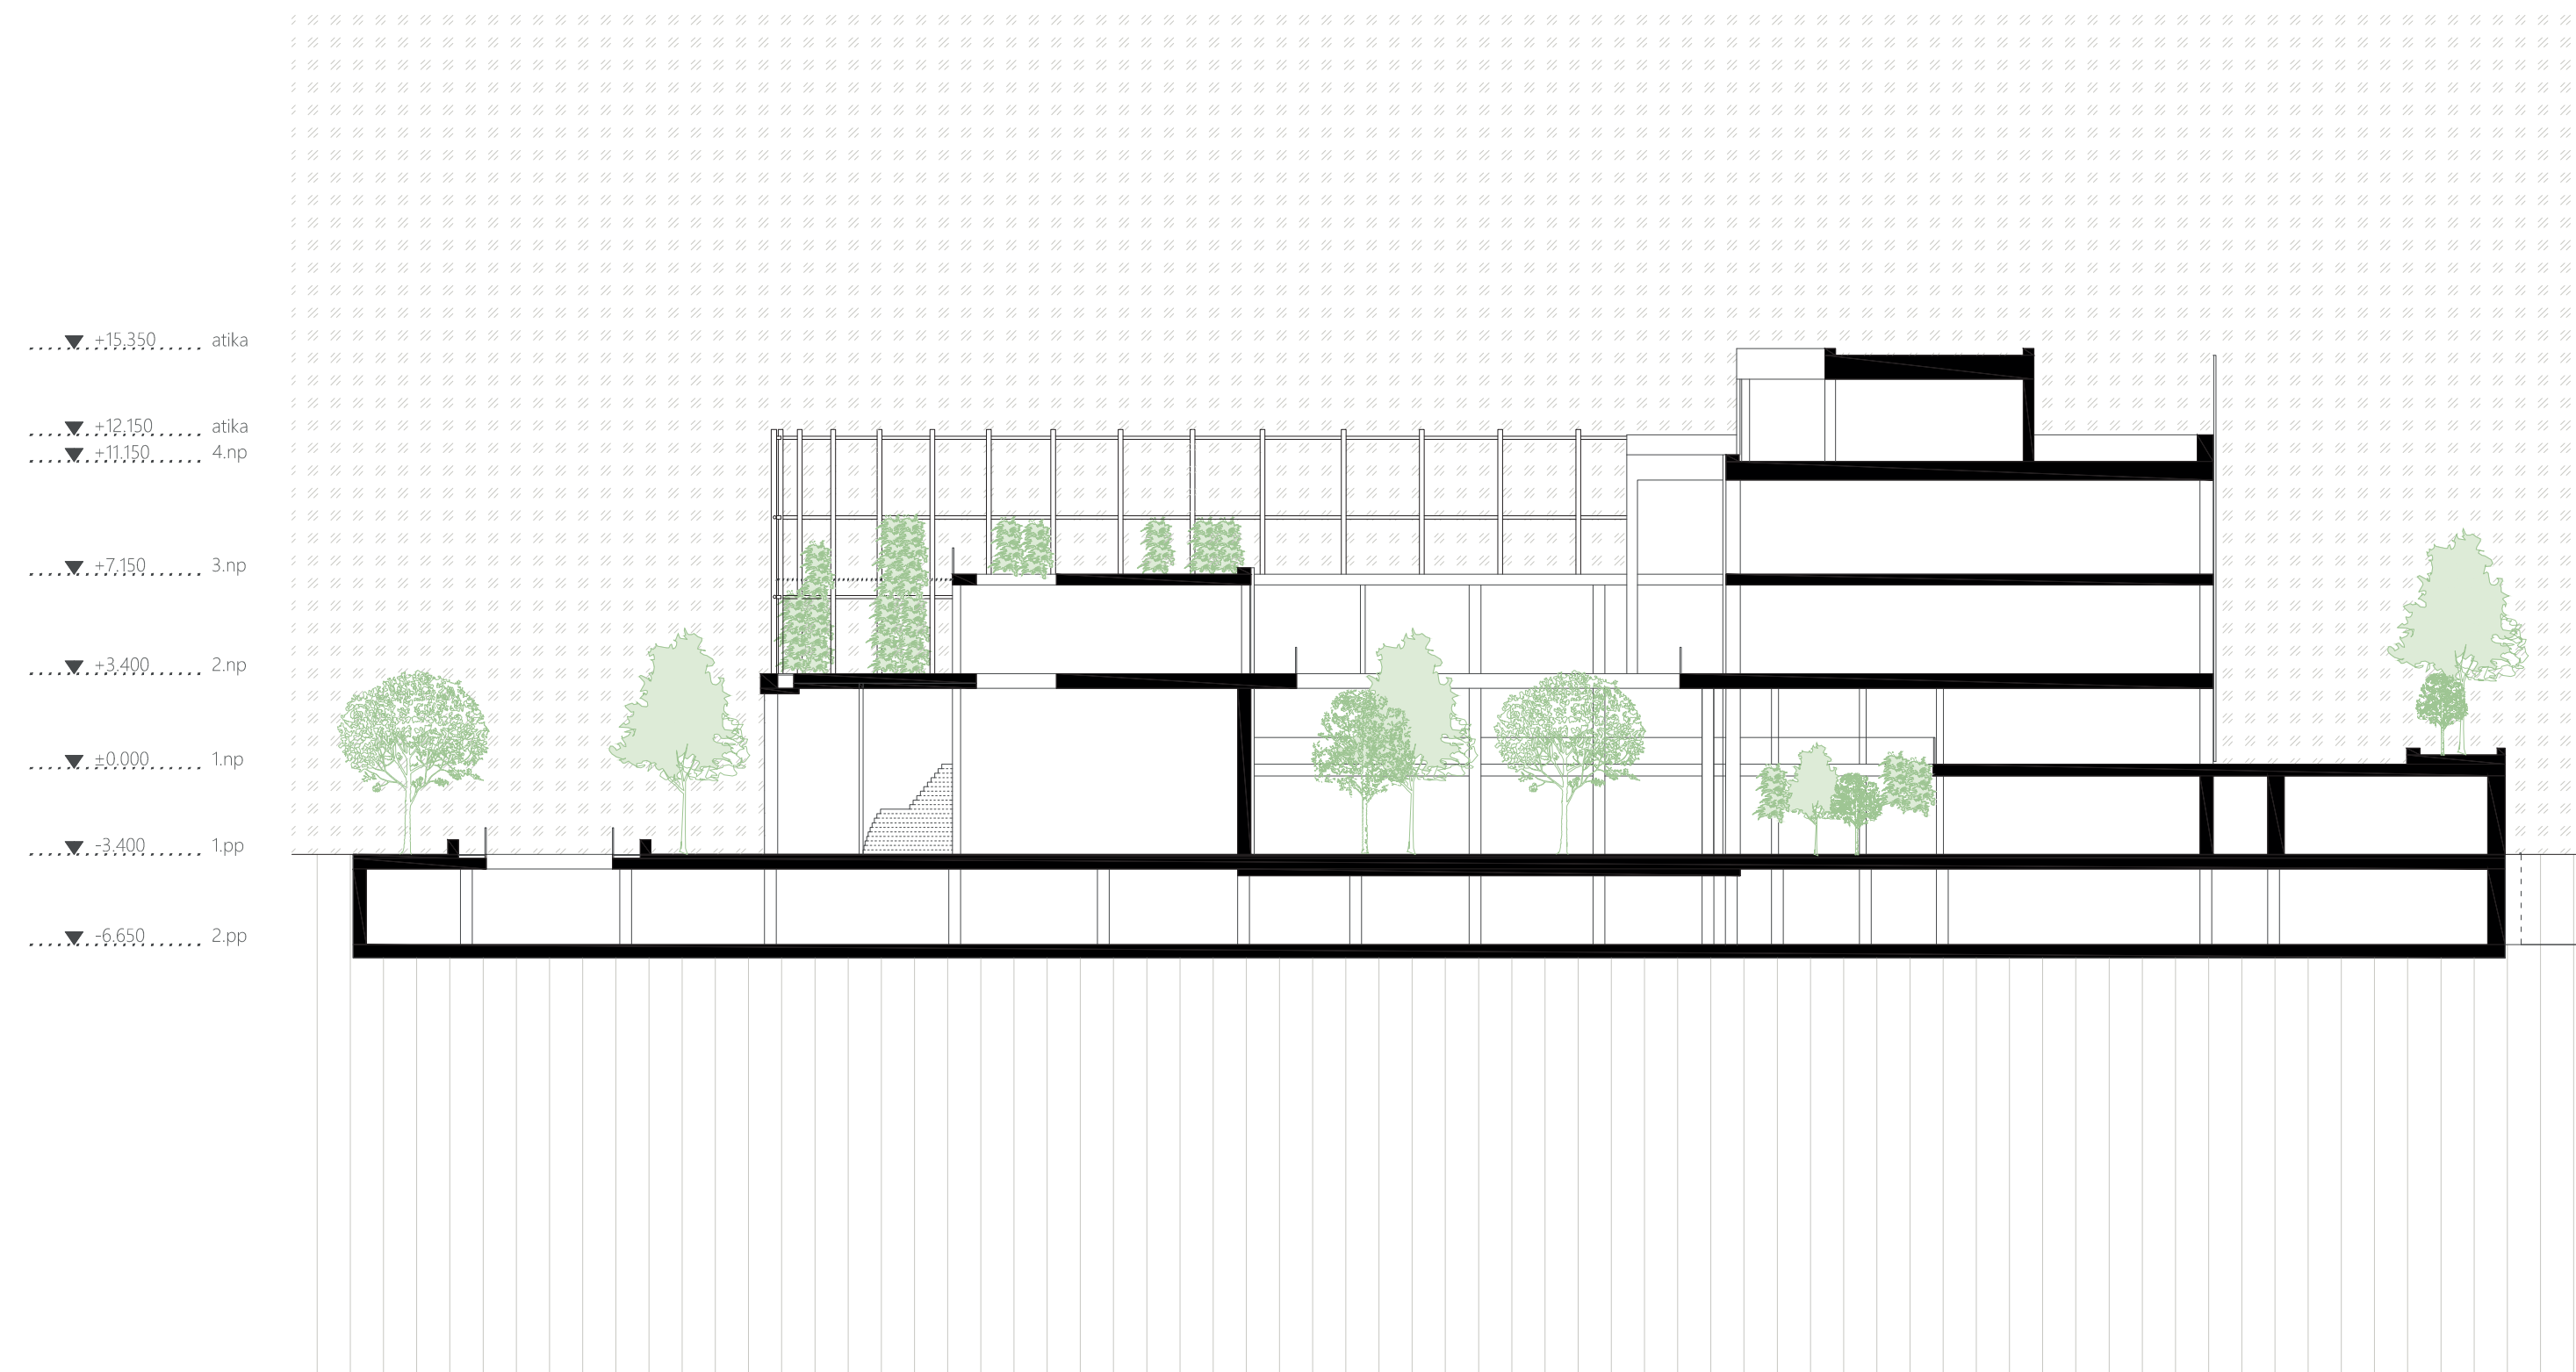 +15.350 atika
+12.150 atika
+11.150 4.np
+7.150 3.np
+3.400 2.np
±0.000 1.np
-3.400 1.pp
-6.650 2.pp